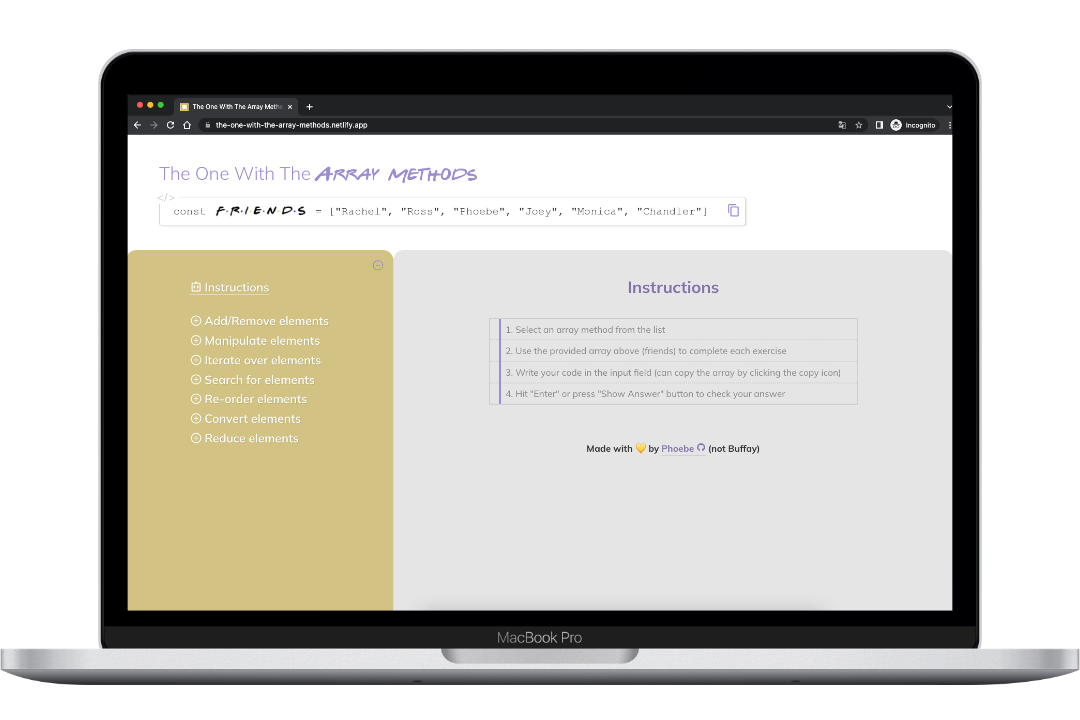 The One With The Array Metho
the-one-with-the-array-methods.netlify.app
Incognito
The One With The ARRAY METHODS
</>
const F·R·I·E·N·D·S = ["Rachel", "Ross", "Phoebe", "Joey", "Monica", "Chandler"]
Instructions
Add/Remove elements
Manipulate elements
Iterate over elements
Search for elements
Re-order elements
Convert elements
Reduce elements
Instructions
1. Select an array method from the list
2. Use the provided array above (friends) to complete each exercise
3. Write your code in the input field (can copy the array by clicking the copy icon)
4. Hit "Enter" or press "Show Answer" button to check your answer
Made with 💛 by Phoebe (not Buffay)
MacBook Pro